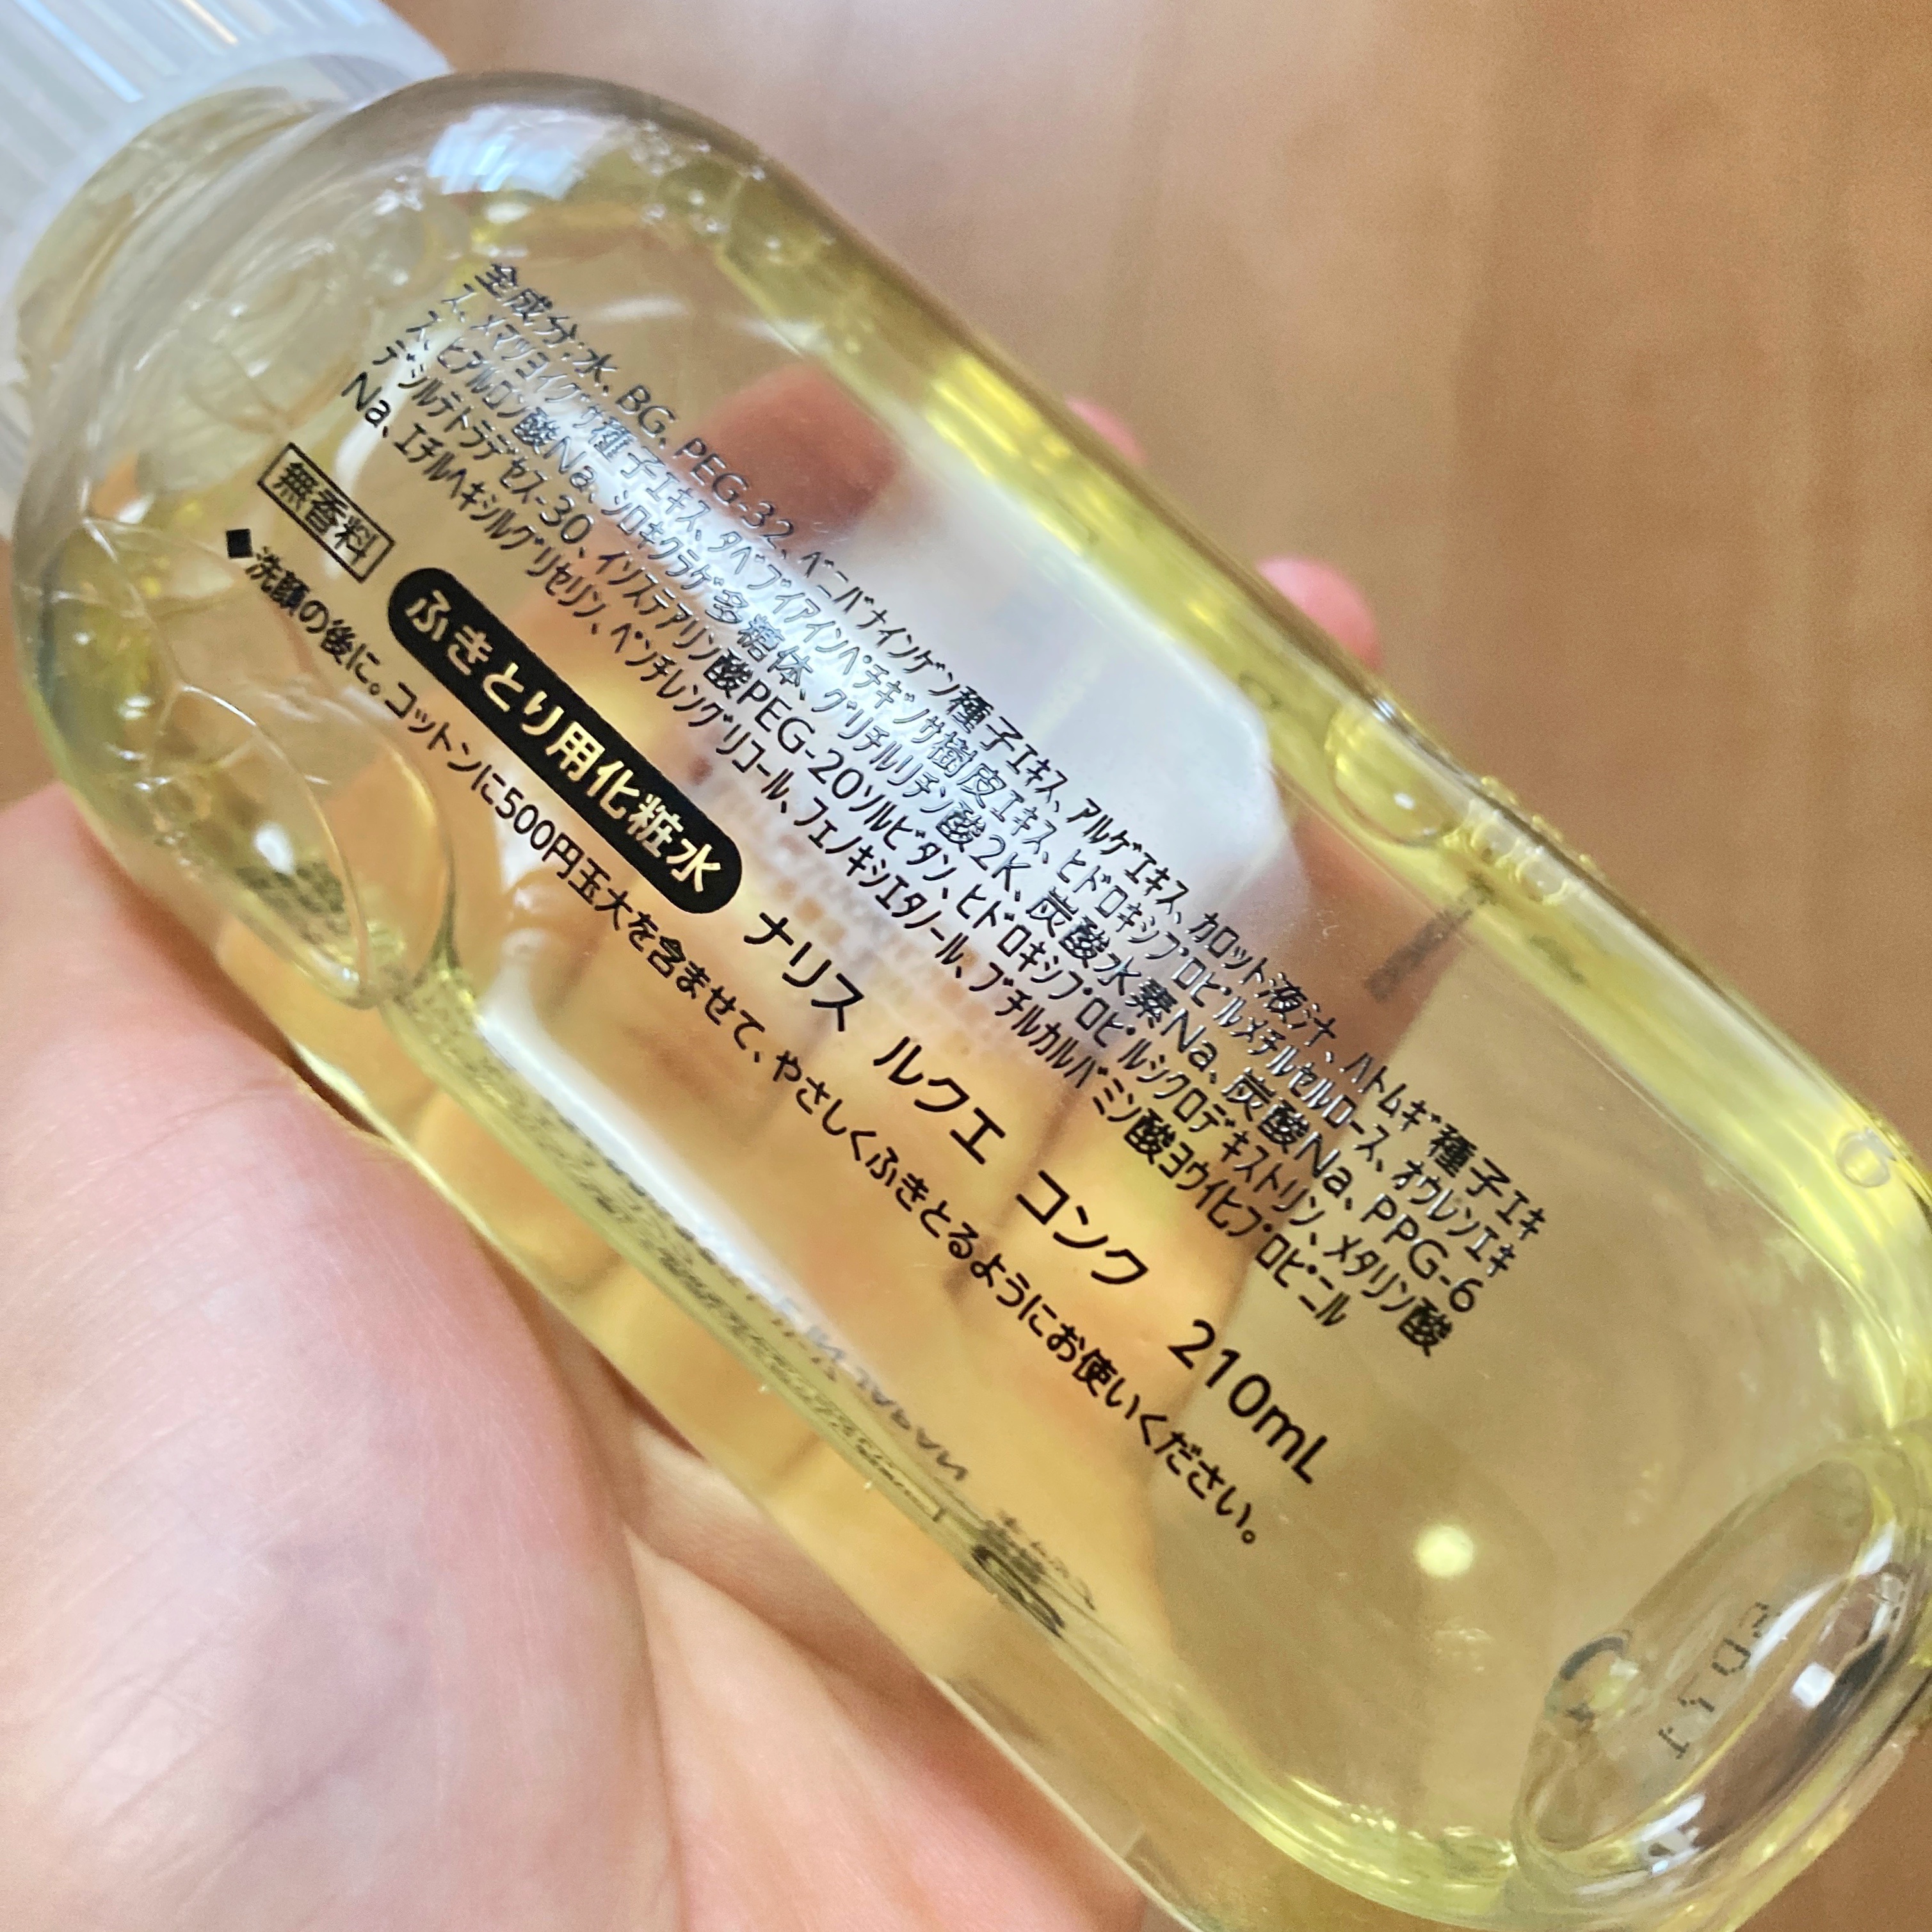 全成分:水、BG、PEG-32、ベニバナインゲン種子エキス、アルゲエキス、カロット液汁、ハトムギ種子エキ
ス、メマツヨイグサ種子エキス、タベブイアインペチギノサ樹皮エキス、ヒドロキシプロピルメチルセルロース、オウレンエキ
ス、ヒアルロン酸Na、シロキクラゲ多糖体、グリチルリチン酸2K、炭酸水素Na、炭酸Na、PPG-6
デシルテトラデセス-30、イソステアリン酸PEG-20ソルビタン、ヒドロキシプロピルシクロデキストリン、メタリン酸
Na、エチルヘキシルグリセリン、ペンチレングリコール、フェノキシエタノール、ブチルカルバミン酸ヨウ化プロピニル
無香料
ふきとり用化粧水 ナリス ルクエ コンク 210mL
◆洗顔の後に。コットンに500円玉大を含ませて、やさしくふきとるようにお使いください。